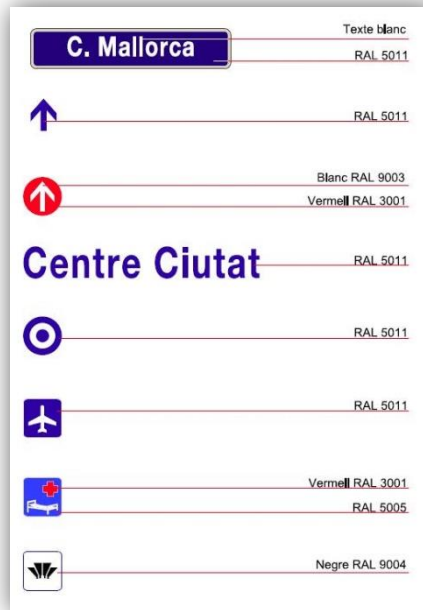 Texte blanc
C. Mallorca
RAL 5011
RAL 5011
Blanc RAL 9003
Vermell RAL 3001
Centre Ciutat
RAL 5011
RAL 5011
RAL 5011
Vermell RAL 3001
RAL 5005
Negre RAL 9004